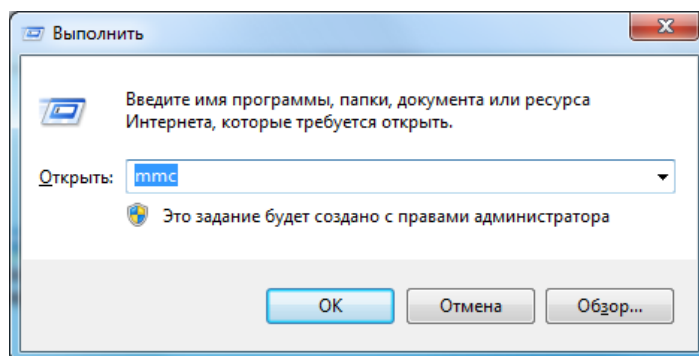 Выполнить
Введите имя программы, папки, документа или ресурса
Интернета, которые требуется открыть.
Открыть: mmc
Это задание будет создано с правами администратора
ОК
Отмена
Обзор...